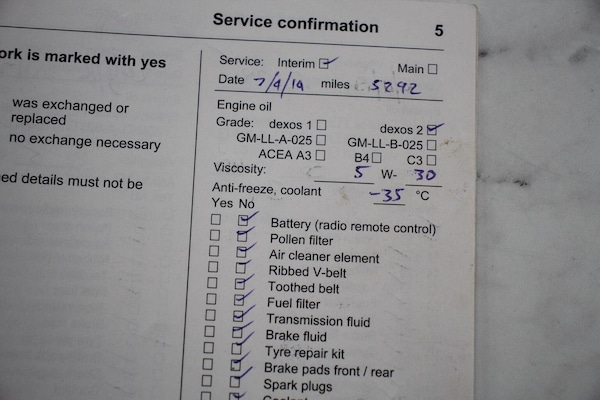 Service confirmation 5
ork is marked with yes
was exchanged or
replaced
no exchange necessary
ed details must not be
Service: Interim ☑ Main ☐
Date 7/4/14 miles 5292
Engine oil
Grade: dexos 1 ☐ dexos 2 ☑
GM-LL-A-025 ☐ GM-LL-B-025 ☐
ACEA A3 ☐ B4 ☐ C3 ☐
Viscosity: 5 W- 30
Anti-freeze, coolant -35 °C
Yes No
☐ ☑ Battery (radio remote control)
☐ ☑ Pollen filter
☐ ☑ Air cleaner element
☐ ☑ Ribbed V-belt
☐ ☑ Toothed belt
☐ ☑ Fuel filter
☐ ☑ Transmission fluid
☐ ☑ Brake fluid
☐ ☑ Tyre repair kit
☐ ☑ Brake pads front / rear
☐ ☑ Spark plugs